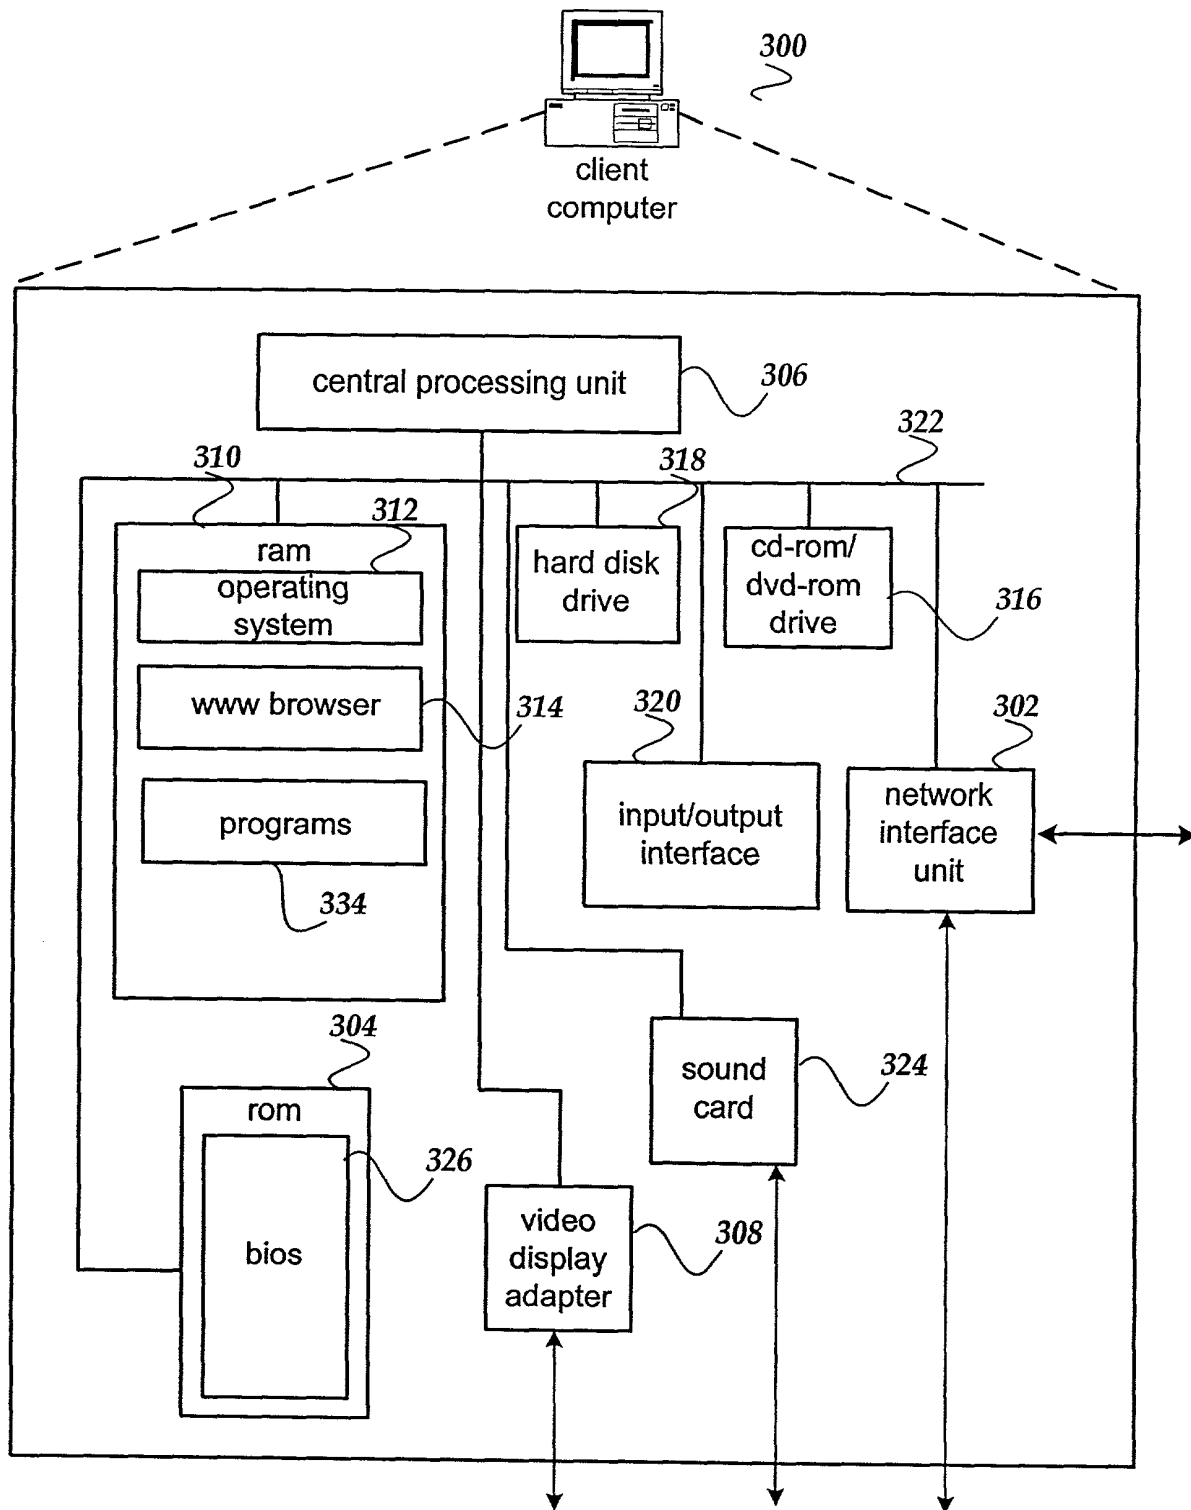 300
client
computer
central processing unit
306
322
310
318
312
ram
operating
system
hard disk
drive
cd-rom/
dvd-rom
drive
316
www browser
314
320
302
programs
334
input/output
interface
network
interface
unit
304
rom
326
bios
sound
card
324
video
display
adapter
308